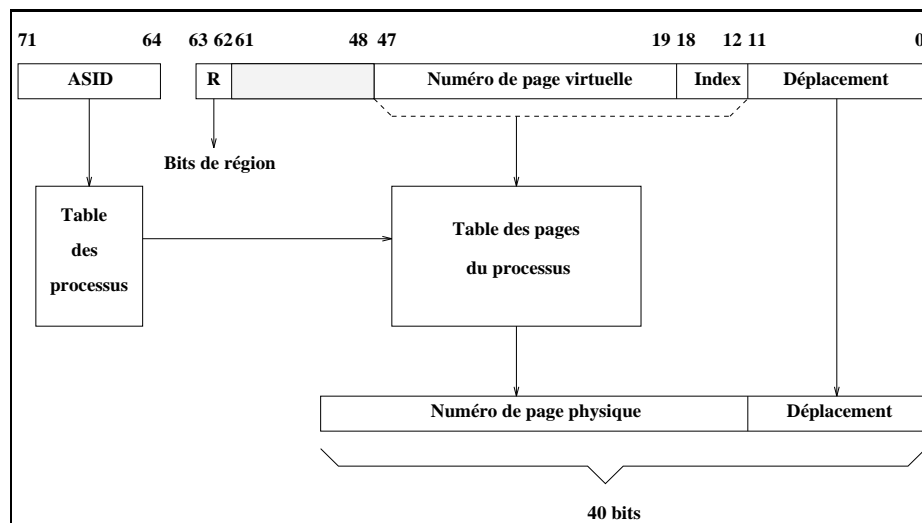 71 64 63 62 61 48 47 19 18 12 11 0
ASID R Numéro de page virtuelle Index Déplacement
Bits de région
Table
des
processus
Table des pages
du processus
Numéro de page physique Déplacement
40 bits